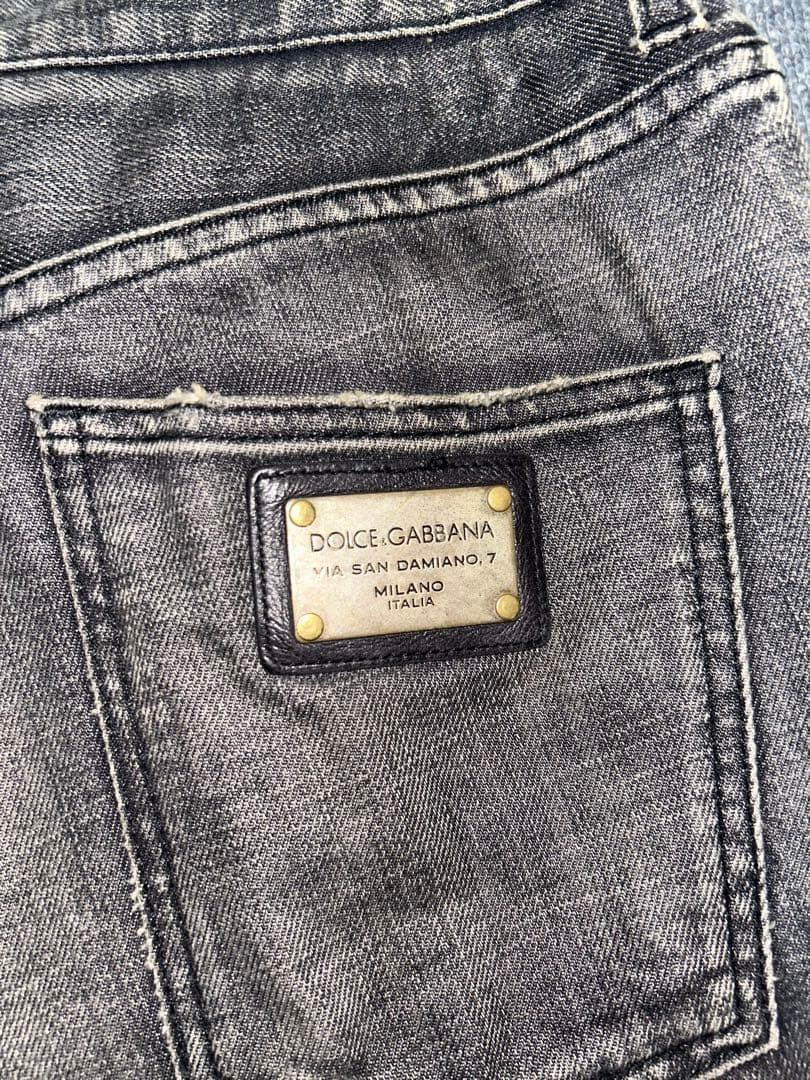 DOLCE&GABBANA
VIA SAN DAMIANO, 7
MILANO
ITALIA